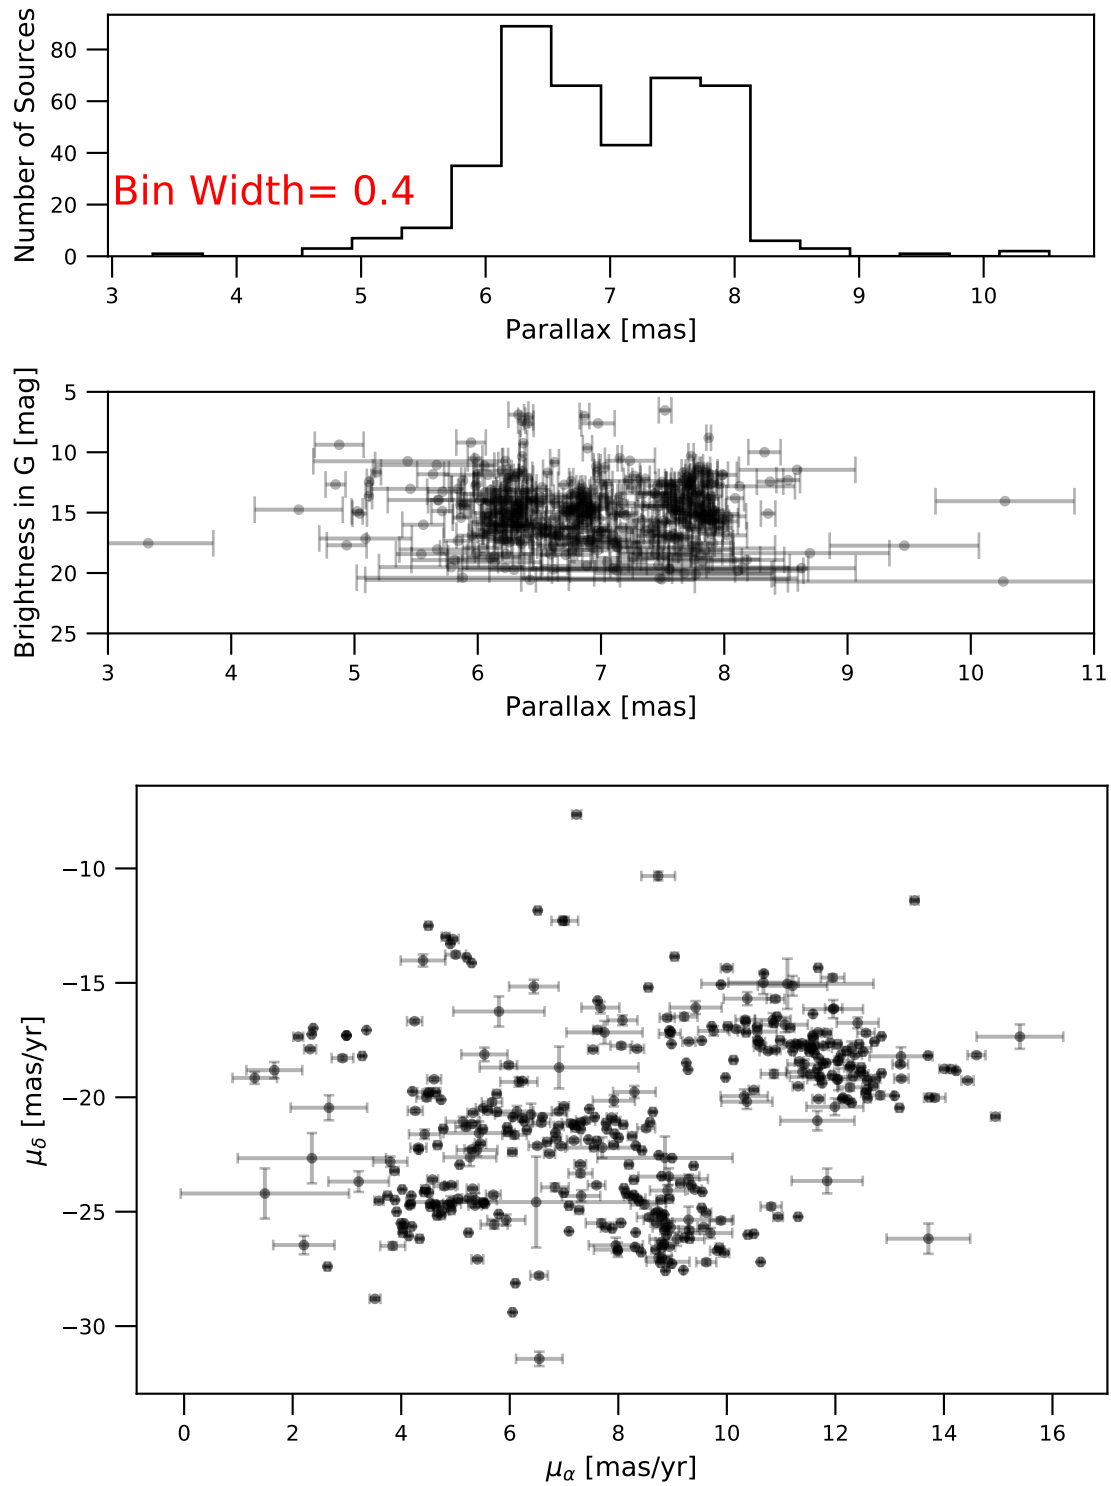 Number of Sources
80
60
40
20
0
Bin Width= 0.4
3 4 5 6 7 8 9 10
Parallax [mas]
Brightness in G [mag]
5
10
15
20
25
3 4 5 6 7 8 9 10 11
Parallax [mas]
μδ [mas/yr]
−10
−15
−20
−25
−30
0 2 4 6 8 10 12 14 16
μα [mas/yr]